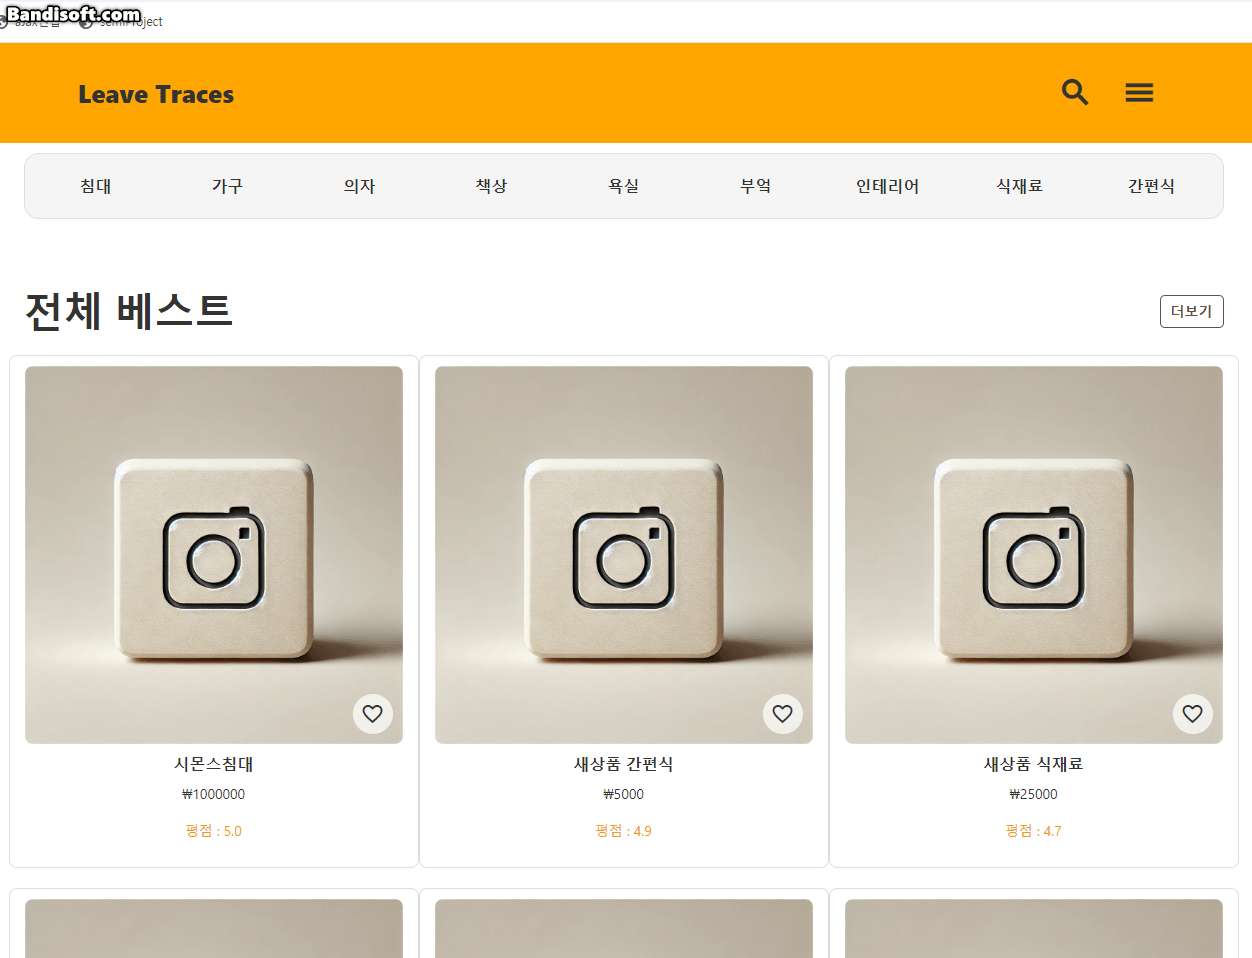 Bandisoft.com
Leave Traces
침대 가구 의자 책상 욕실 부엌 인테리어 식재료 간편식
전체 베스트 더보기
시몬스침대 새상품 간편식 새상품 식재료
₩1000000 ₩5000 ₩25000
평점 : 5.0 평점 : 4.9 평점 : 4.7